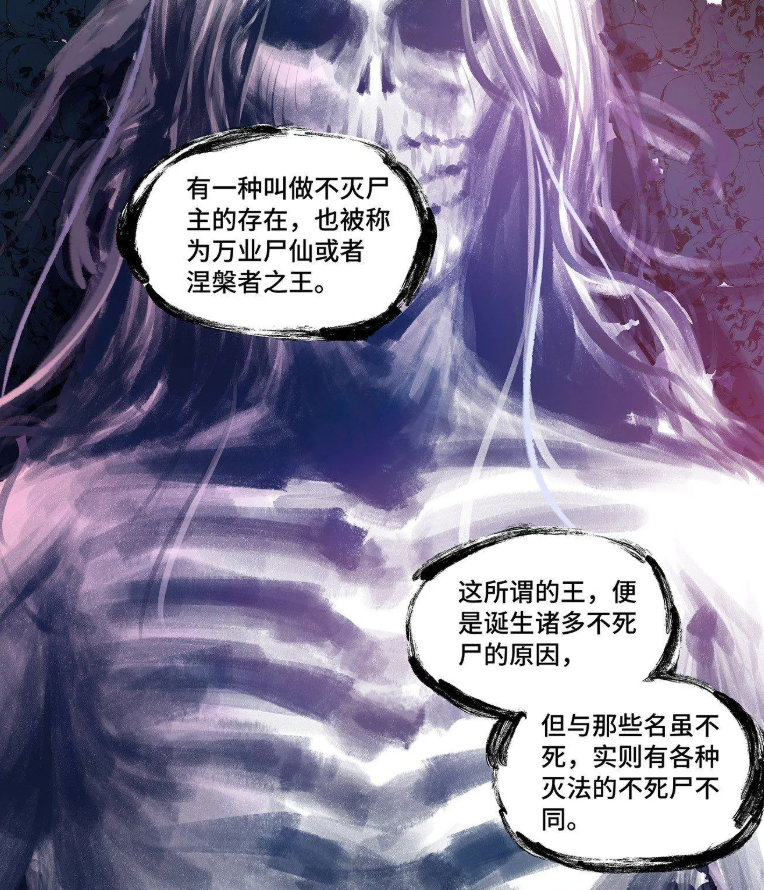 有一种叫做不灭尸
主的存在，也被称
为万业尸仙或者
涅槃者之王。
这所谓的王，便
是诞生诸多不死
尸的原因，
但与那些名虽不
死，实则有各种
灭法的不死尸不
同。